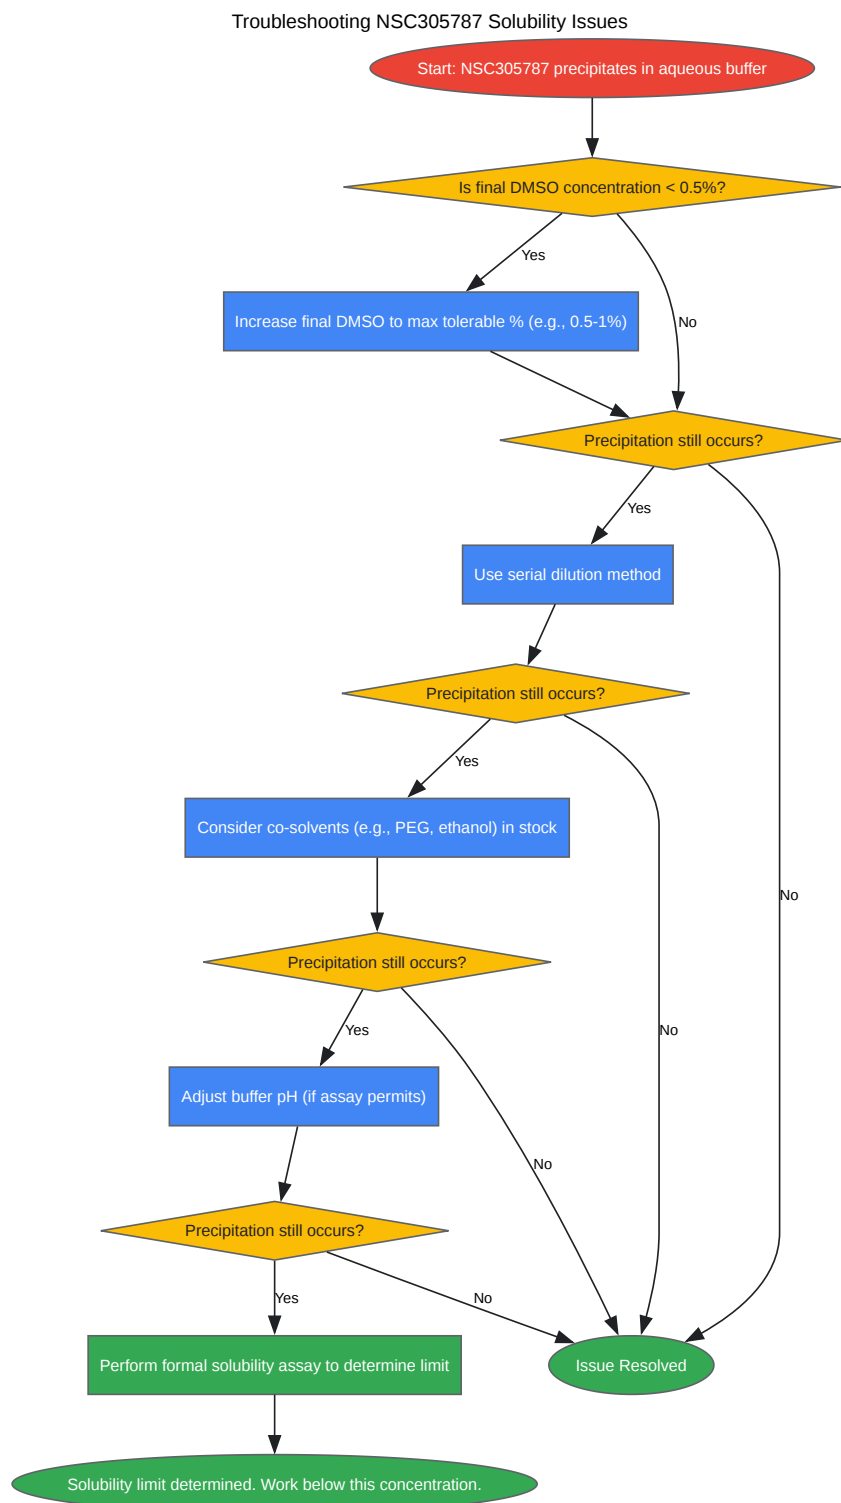 Troubleshooting NSC305787 Solubility Issues
Start: NSC305787 precipitates in aqueous buffer
Is final DMSO concentration < 0.5%?
Yes
Increase final DMSO to max tolerable % (e.g., 0.5-1%)
No
Precipitation still occurs?
Yes
Use serial dilution method
Precipitation still occurs?
Yes
Consider co-solvents (e.g., PEG, ethanol) in stock
No
Precipitation still occurs?
Yes
No
Adjust buffer pH (if assay permits)
No
Precipitation still occurs?
Yes
No
Perform formal solubility assay to determine limit
Issue Resolved
Solubility limit determined. Work below this concentration.